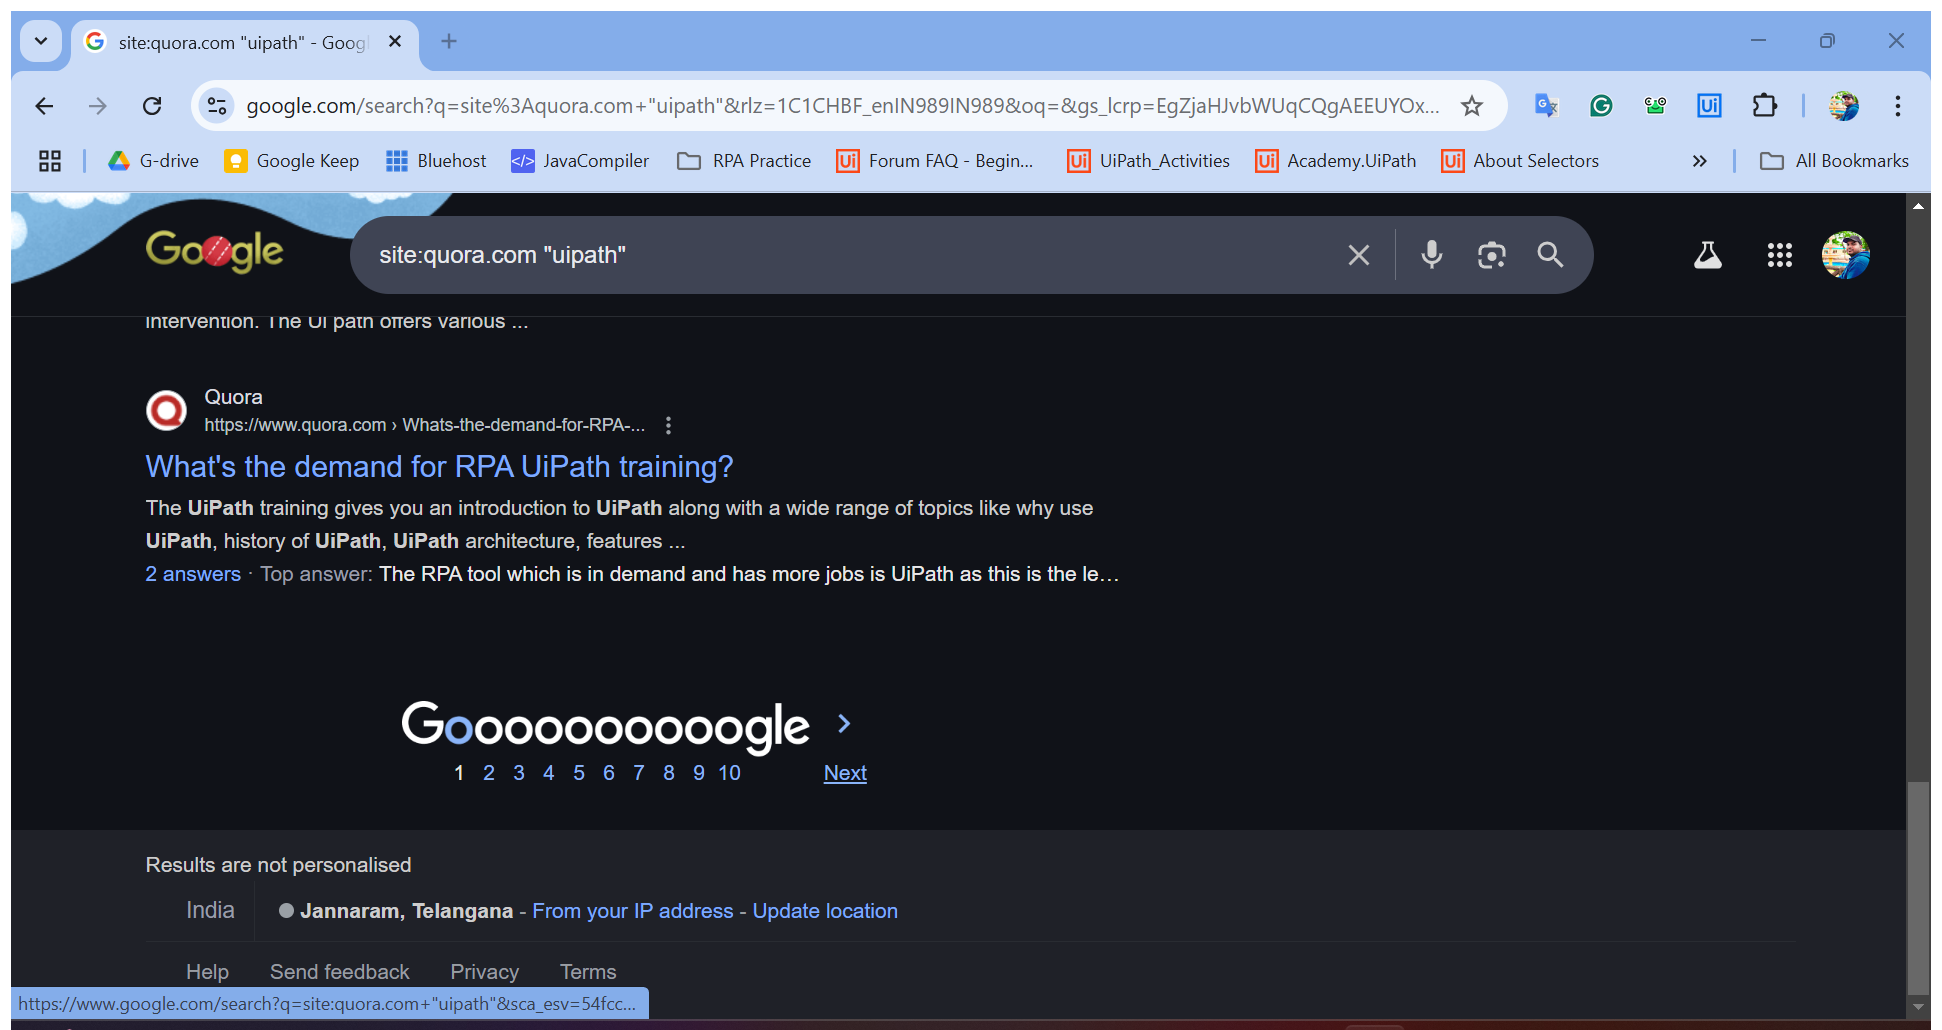 site:quora.com "uipath" - Goog
google.com/search?q=site%3Aquora.com+"uipath"&rlz=1C1CHBF_enIN989IN989&oq=&gs_lcrp=EgZjaHJvbWUqCQgAEEUYOx...
G-drive Google Keep Bluehost </> JavaCompiler RPA Practice Ui Forum FAQ - Begin... Ui UiPath_Activities Ui Academy.UiPath Ui About Selectors » All Bookmarks
Google site:quora.com "uipath"
intervention. The Ui path offers various ...
Quora
https://www.quora.com › Whats-the-demand-for-RPA-...
What's the demand for RPA UiPath training?
The UiPath training gives you an introduction to UiPath along with a wide range of topics like why use
UiPath, history of UiPath, UiPath architecture, features ...
2 answers · Top answer: The RPA tool which is in demand and has more jobs is UiPath as this is the le...
Goooooooooogle >
1 2 3 4 5 6 7 8 9 10 Next
Results are not personalised
India Jannaram, Telangana - From your IP address - Update location
Help Send feedback Privacy Terms
https://www.google.com/search?q=site:quora.com+"uipath"&sca_esv=54fcc...